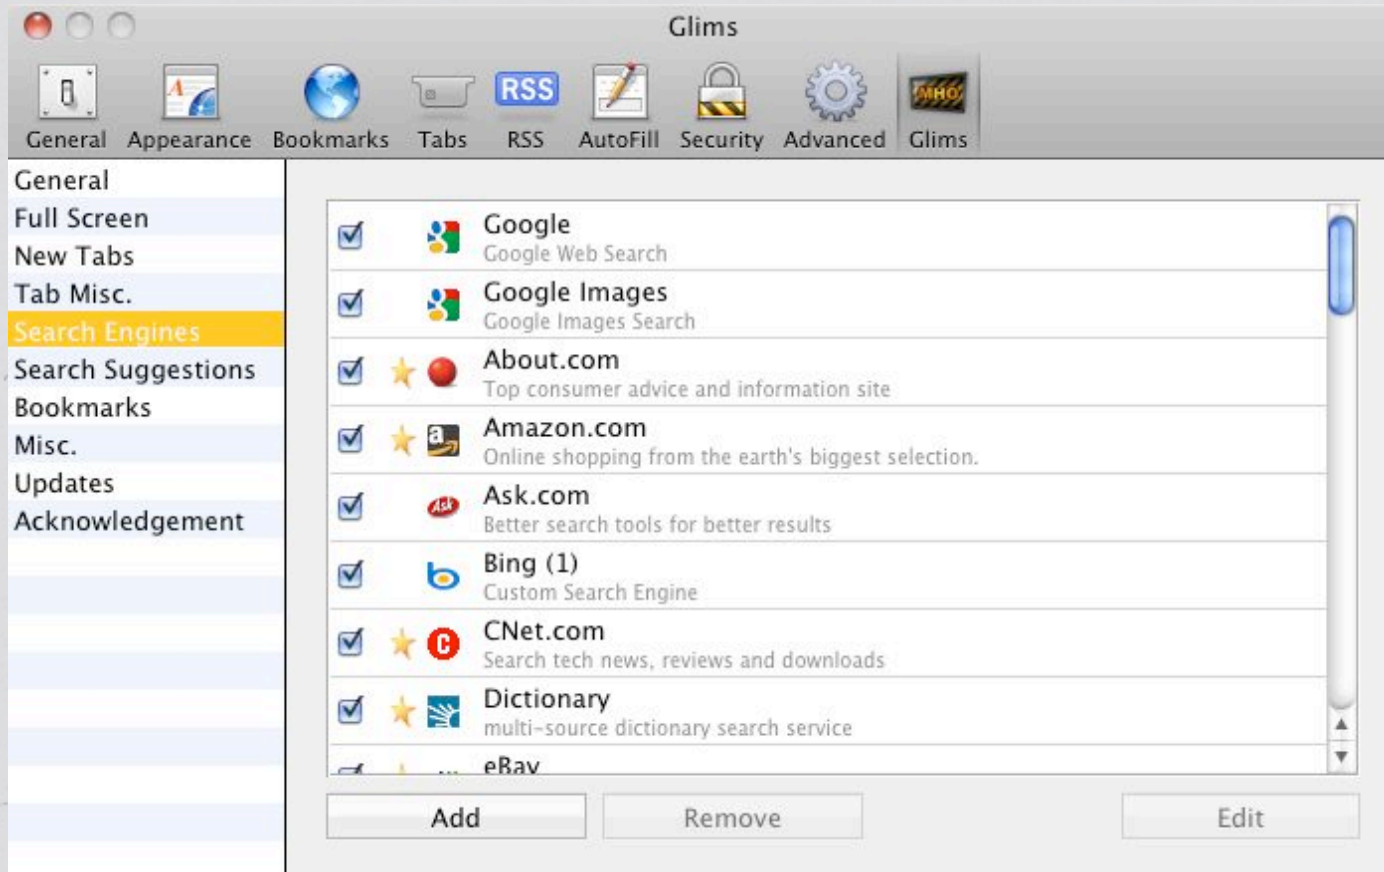 Glims
RSS
MHO
General Appearance Bookmarks Tabs RSS AutoFill Security Advanced Glims
General
Full Screen
New Tabs
Tab Misc.
Search Engines
Search Suggestions
Bookmarks
Misc.
Updates
Acknowledgement
Google
Google Web Search
Google Images
Google Images Search
About.com
Top consumer advice and information site
a
Amazon.com
Online shopping from the earth's biggest selection.
Ask
Ask.com
Better search tools for better results
b
Bing (1)
Custom Search Engine
C
CNet.com
Search tech news, reviews and downloads
Dictionary
multi-source dictionary search service
eBay
Add Remove Edit